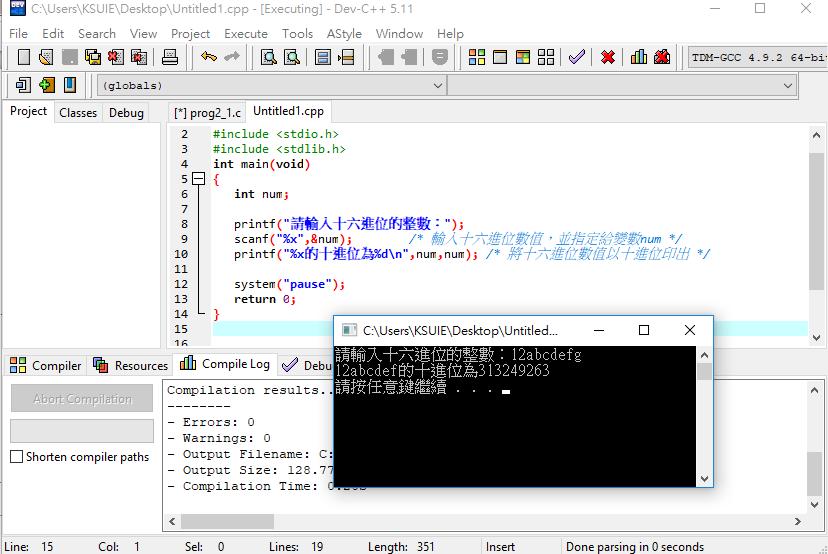 C:\Users\KSUIE\Desktop\Untitled1.cpp - [Executing] - Dev-C++ 5.11
File Edit Search View Project Execute Tools AStyle Window Help
TDM-GCC 4.9.2 64-bit
(globals)
Project Classes Debug
[*] prog2_1.c Untitled1.cpp
2 #include <stdio.h>
3 #include <stdlib.h>
4 int main(void)
5 {
6 int num;
7
8 printf("請輸入十六進位的整數：");
9 scanf("%x",&num); /* 輸入十六進位數值，並指定給變數num */
10 printf("%x的十進位為%d\n",num,num); /* 將十六進位數值以十進位印出 */
11
12 system("pause");
13 return 0;
14 }
15
16
C:\Users\KSUIE\Desktop\Untitled...
請輸入十六進位的整數：12abcdefg
12abcdef的十進位為313249263
請按任意鍵繼續 . . .
Compiler Resources Compile Log Debu
Abort Compilation
Shorten compiler paths
Compilation results..
--------
- Errors: 0
- Warnings: 0
- Output Filename: C:
- Output Size: 128.77
- Compilation Time: 0.20s
Line: 15 Col: 1 Sel: 0 Lines: 19 Length: 351 Insert Done parsing in 0 seconds